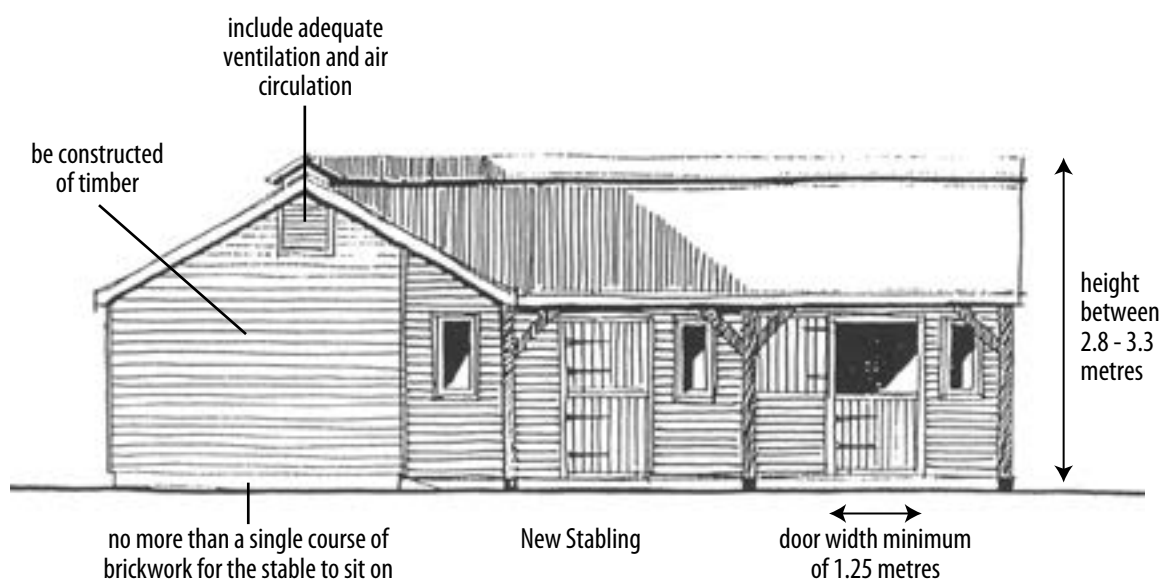 include adequate
ventilation and air
circulation
be constructed
of timber
height
between
2.8 - 3.3
metres
no more than a single course of
brickwork for the stable to sit on
New Stabling
door width minimum
of 1.25 metres